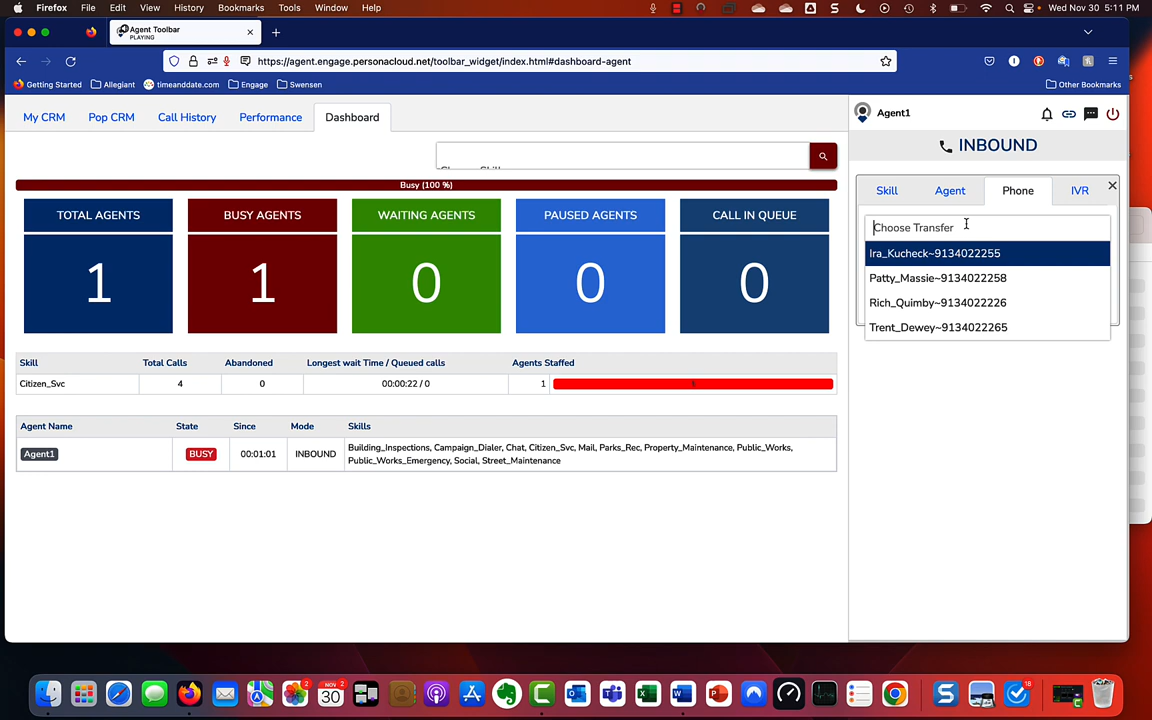 Firefox File Edit View History Bookmarks Tools Window Help Wed Nov 30 5:11 PM
Agent Toolbar
PLAYING
https://agent.engage.personacloud.net/toolbar_widget/index.html#dashboard-agent
Getting Started Allegiant timeanddate.com Engage Swensen Other Bookmarks
My CRM Pop CRM Call History Performance Dashboard
Agent1
INBOUND
Busy (100 %)
TOTAL AGENTS BUSY AGENTS WAITING AGENTS PAUSED AGENTS CALL IN QUEUE
1 1 0 0 0
Skill Agent Phone IVR
Choose Transfer
Ira_Kucheck~9134022255
Patty_Massie~9134022258
Rich_Quimby~9134022226
Trent_Dewey~9134022265
Skill Total Calls Abandoned Longest wait Time / Queued calls Agents Staffed
Citizen_Svc 4 0 00:00:22 / 0 1
Agent Name State Since Mode Skills
Agent1 BUSY 00:01:01 INBOUND Building_Inspections, Campaign_Dialer, Chat, Citizen_Svc, Mail, Parks_Rec, Property_Maintenance, Public_Works,
Public_Works_Emergency, Social, Street_Maintenance
NOV 2
30
2
18